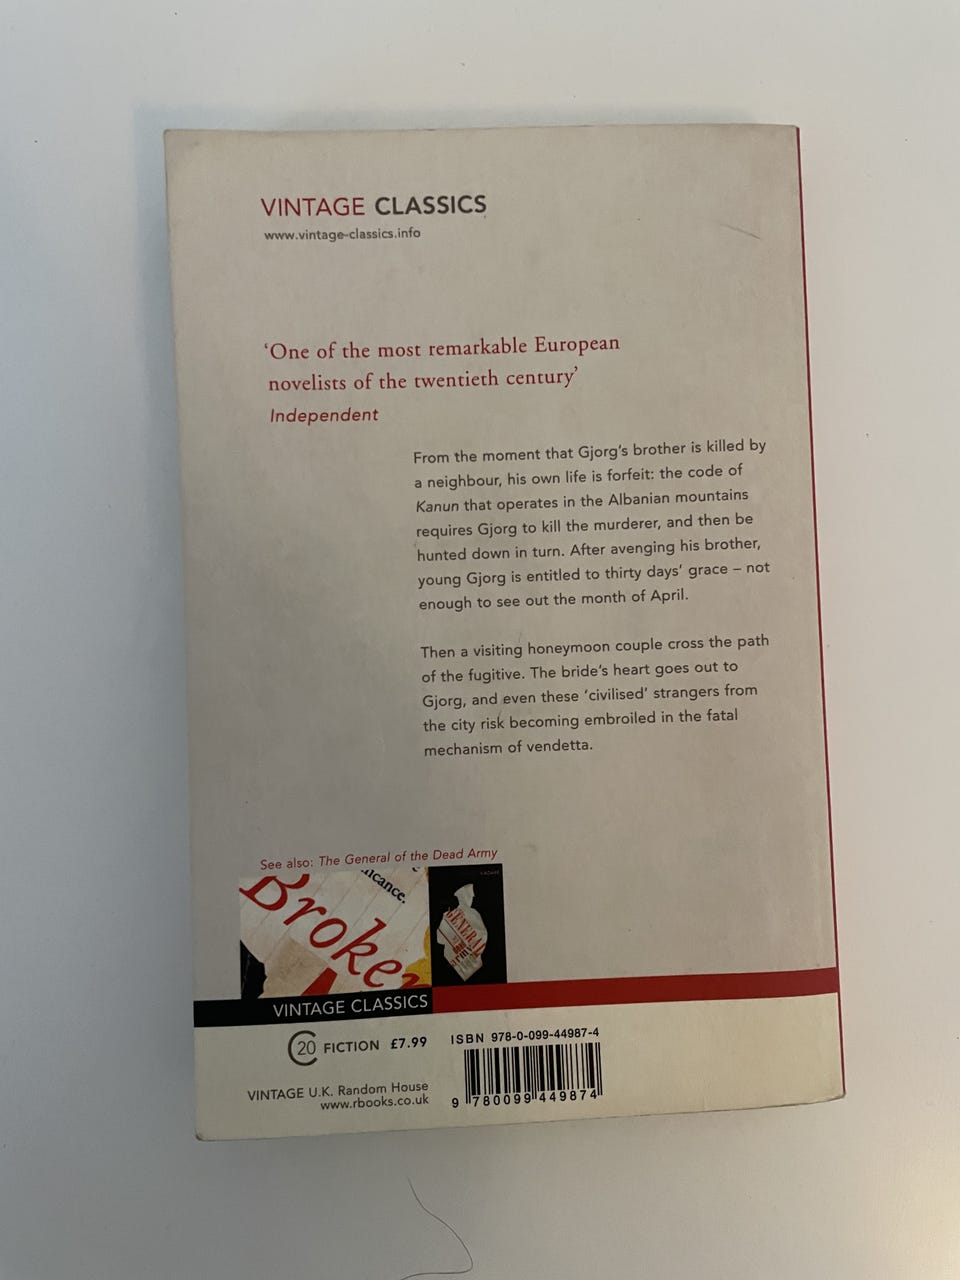 VINTAGE CLASSICS
www.vintage-classics.info
‘One of the most remarkable European
novelists of the twentieth century’
Independent
From the moment that Gjorg’s brother is killed by
a neighbour, his own life is forfeit: the code of
Kanun that operates in the Albanian mountains
requires Gjorg to kill the murderer, and then be
hunted down in turn. After avenging his brother,
young Gjorg is entitled to thirty days’ grace – not
enough to see out the month of April.
Then a visiting honeymoon couple cross the path
of the fugitive. The bride’s heart goes out to
Gjorg, and even these ‘civilised’ strangers from
the city risk becoming embroiled in the fatal
mechanism of vendetta.
See also: The General of the Dead Army
icance.
Broke
GENERAL
VINTAGE CLASSICS
C20 FICTION £7.99
ISBN 978-0-099-44987-4
VINTAGE U.K. Random House
www.rbooks.co.uk
9 780099 449874